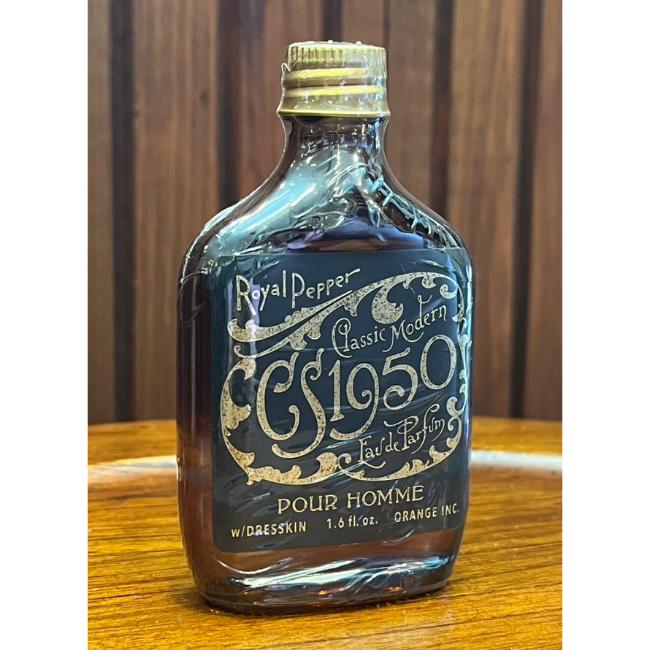 Royal Pepper
Classic Modern
CS1950
Eau de Parfum
POUR HOMME
w/DRESSKIN 1.6 fl. oz. ORANGE INC.